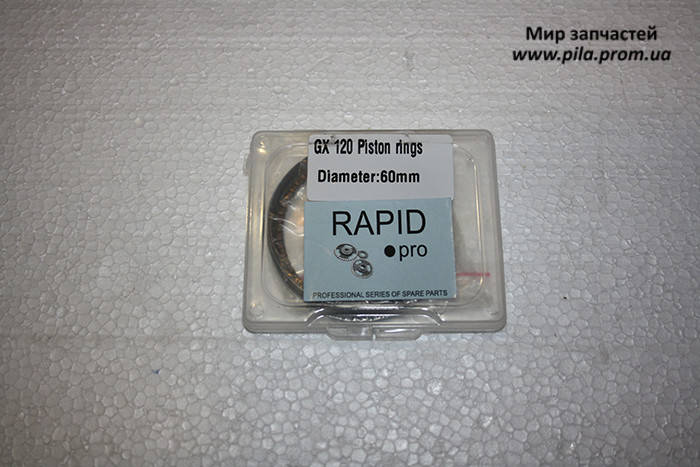 Мир запчастей
www.pila.prom.ua
GX 120 Piston rings
Diameter:60mm
RAPID
pro
PROFESSIONAL SERIES OF SPARE PARTS